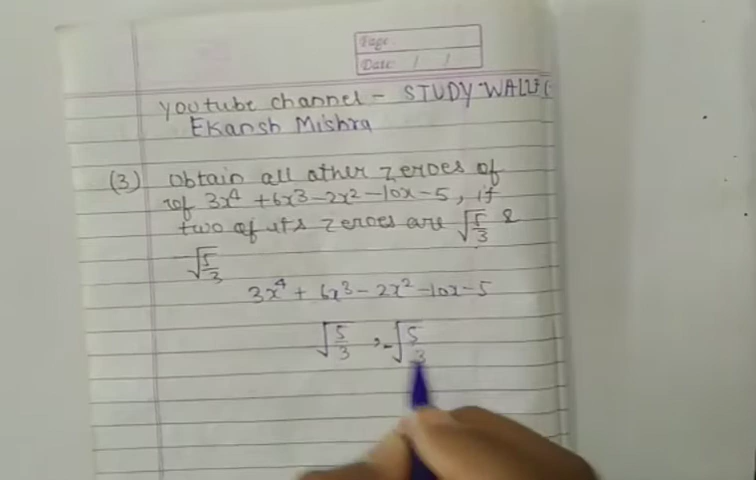 Page
Date / /
youtube channel - STUDY WALLE
Ekansh Mishra
(3) Obtain all other zeroes of
of 3x⁴ + 6x³ - 2x² - 10x - 5, if
two of its zeroes are √5/3 &
√5/3
3x⁴ + 6x³ - 2x² - 10x - 5
√5/3 , -√5/3